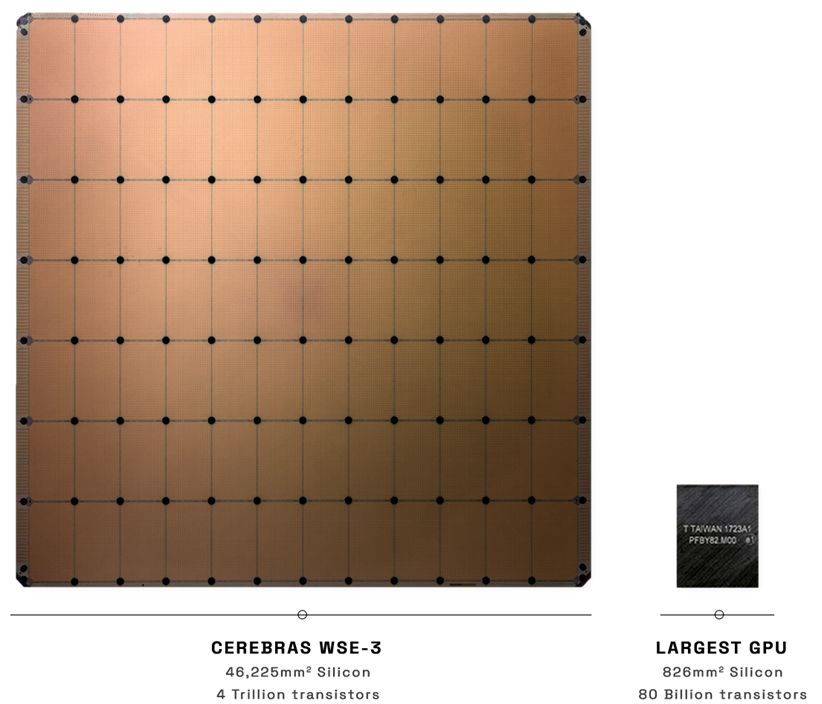 T TAIWAN 1723A1
PFBY82.M00 e1
CEREBRAS WSE-3
46,225mm² Silicon
4 Trillion transistors
LARGEST GPU
826mm² Silicon
80 Billion transistors